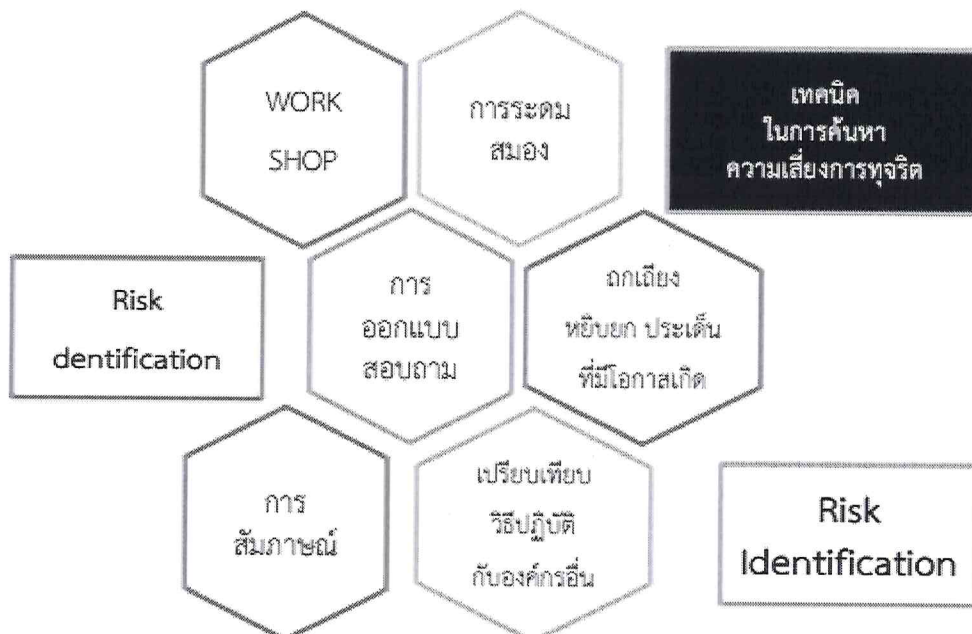 WORK
SHOP
การระดม
สมอง
เทคนิค
ในการค้นหา
ความเสี่ยงการทุจริต
Risk
dentification
การ
ออกแบบ
สอบถาม
ถกเถียง
หยิบยก ประเด็น
ที่มีโอกาสเกิด
การ
สัมภาษณ์
เปรียบเทียบ
วิธีปฏิบัติ
กับองค์กรอื่น
Risk
Identification